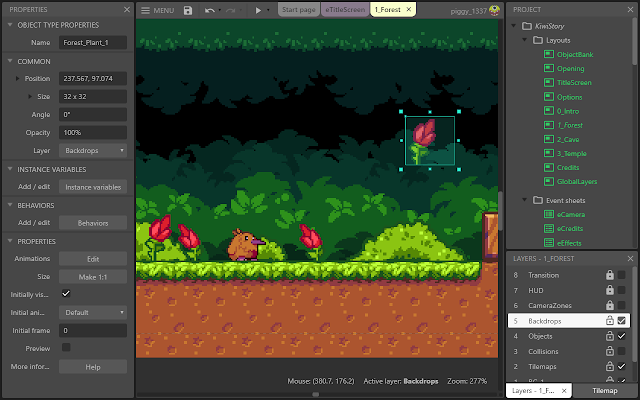 PROPERTIES
OBJECT TYPE PROPERTIES
Name Forest_Plant_1
COMMON
Position 237.567, 97.074
Size 32 x 32
Angle 0°
Opacity 100%
Layer Backdrops
INSTANCE VARIABLES
Add / edit Instance variables
BEHAVIORS
Add / edit Behaviors
PROPERTIES
Animations Edit
Size Make 1:1
Initially vis...
Initial ani... Default
Initial frame 0
Preview
More infor... Help
MENU
Start page
eTitleScreen
1_Forest
piggy_1337
Mouse: (380.7, 176.2) Active layer: Backdrops Zoom: 277%
PROJECT
KiwiStory
Layouts
ObjectBank
Opening
TitleScreen
Options
0_Intro
1_Forest
2_Cave
3_Temple
Credits
GlobalLayers
Event sheets
eCamera
eCredits
eEffects
LAYERS - 1_FOREST
8 Transition
7 HUD
6 CameraZones
5 Backdrops
4 Objects
3 Collisions
2 Tilemaps
Layers - 1_F...
Tilemap